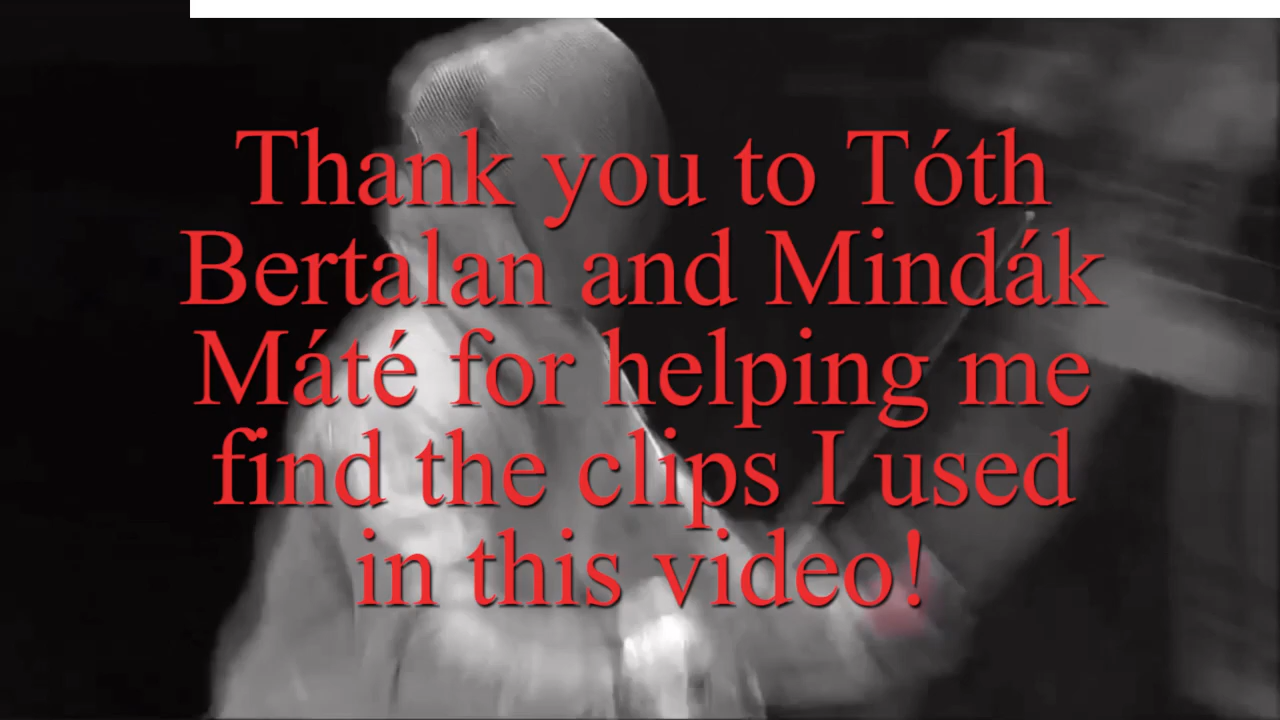 Thank you to Tóth
Bertalan and Mindák
Máté for helping me
find the clips I used
in this video!